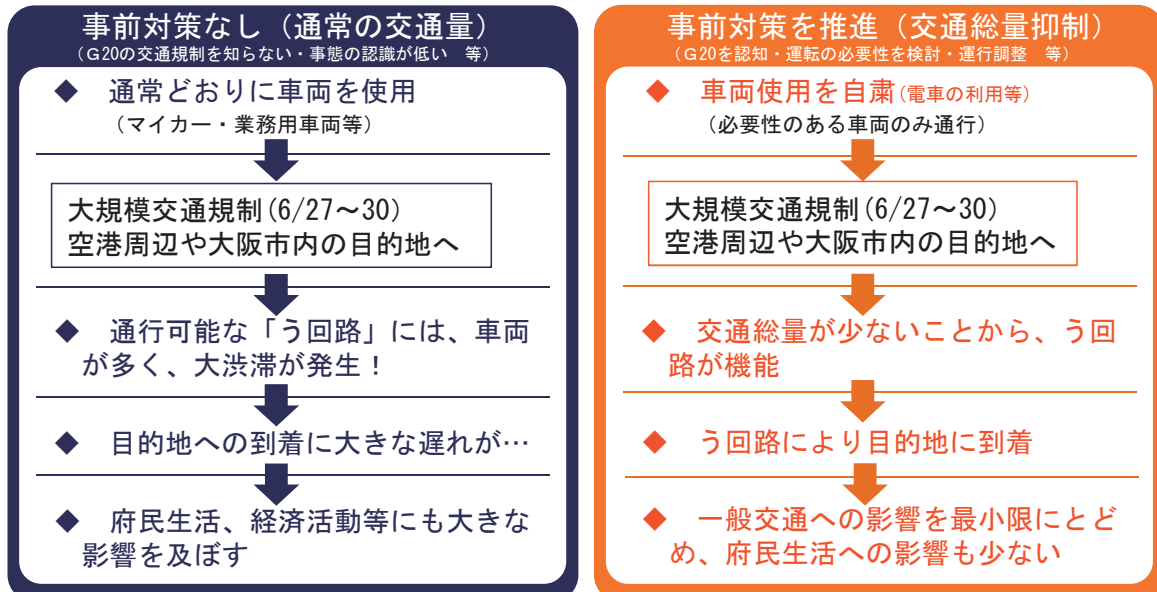 事前対策なし（通常の交通量）
（G20の交通規制を知らない・事態の認識が低い　等）
◆　通常どおりに車両を使用
（マイカー・業務用車両等）
大規模交通規制(6/27～30)
空港周辺や大阪市内の目的地へ
◆　通行可能な「う回路」には、車両
が多く、大渋滞が発生！
◆　目的地への到着に大きな遅れが…
◆　府民生活、経済活動等にも大きな
影響を及ぼす
事前対策を推進（交通総量抑制）
（G20を認知・運転の必要性を検討・運行調整　等）
◆　車両使用を自粛(電車の利用等)
（必要性のある車両のみ通行）
大規模交通規制(6/27～30)
空港周辺や大阪市内の目的地へ
◆　交通総量が少ないことから、う回
路が機能
◆　う回路により目的地に到着
◆　一般交通への影響を最小限にとど
め、府民生活への影響も少ない